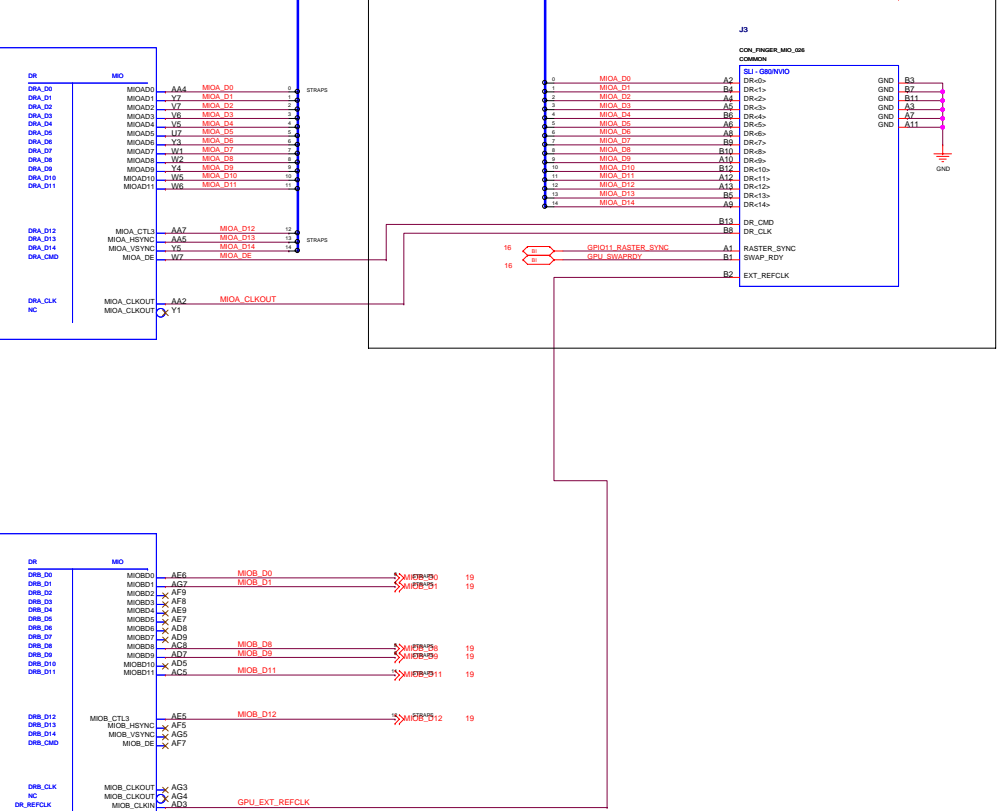 J3
CON_FINGER_MIO_026
COMMON
SLI - G80/NVIO
DR MIO
DRA_D0 MIOAD0 AA4 MIOA_D0 0 STRAPS
DRA_D1 MIOAD1 Y7 MIOA_D1 1
DRA_D2 MIOAD2 V7 MIOA_D2 2
DRA_D3 MIOAD3 V6 MIOA_D3 3
DRA_D4 MIOAD4 V5 MIOA_D4 4
DRA_D5 MIOAD5 U7 MIOA_D5 5
DRA_D6 MIOAD6 Y3 MIOA_D6 6
DRA_D7 MIOAD7 W1 MIOA_D7 7
DRA_D8 MIOAD8 W2 MIOA_D8 8
DRA_D9 MIOAD9 Y4 MIOA_D9 9
DRA_D10 MIOAD10 W5 MIOA_D10 10
DRA_D11 MIOAD11 W6 MIOA_D11 11
DRA_D12 MIOA_CTL3 AA7 MIOA_D12 12
DRA_D13 MIOA_HSYNC AA5 MIOA_D13 13 STRAPS
DRA_D14 MIOA_VSYNC Y5 MIOA_D14 14
DRA_CMD MIOA_DE W7 MIOA_DE
DRA_CLK MIOA_CLKOUT AA2 MIOA_CLKOUT
NC MIOA_CLKOUT Y1
0 MIOA_D0 A2 DR<0> GND B3
1 MIOA_D1 B4 DR<1> GND B7
2 MIOA_D2 A4 DR<2> GND B11
3 MIOA_D3 A5 DR<3> GND A3
4 MIOA_D4 B6 DR<4> GND A7
5 MIOA_D5 A6 DR<5> GND A11
6 MIOA_D6 A8 DR<6>
7 MIOA_D7 B9 DR<7>
8 MIOA_D8 B10 DR<8>
9 MIOA_D9 A10 DR<9>
10 MIOA_D10 B12 DR<10>
11 MIOA_D11 A12 DR<11>
12 MIOA_D12 A13 DR<12>
13 MIOA_D13 B5 DR<13>
14 MIOA_D14 A9 DR<14>
GND
B13 DR_CMD
B8 DR_CLK
16 BI GPIO11_RASTER_SYNC A1 RASTER_SYNC
16 BI GPU_SWAPRDY B1 SWAP_RDY
B2 EXT_REFCLK
DR MIO
DRB_D0 MIOBD0 AE6 MIOB_D0 MIOB_D0 19
DRB_D1 MIOBD1 AG7 MIOB_D1 MIOB_D1 19
DRB_D2 MIOBD2 AF9
DRB_D3 MIOBD3 AF8
DRB_D4 MIOBD4 AE9
DRB_D5 MIOBD5 AE7
DRB_D6 MIOBD6 AD8
DRB_D7 MIOBD7 AD9
DRB_D8 MIOBD8 AC8 MIOB_D8 MIOB_D8 19
DRB_D9 MIOBD9 AD7 MIOB_D9 MIOB_D9 19
DRB_D10 MIOBD10 AD5
DRB_D11 MIOBD11 AC5 MIOB_D11 MIOB_D11 19
DRB_D12 MIOB_CTL3 AE5 MIOB_D12 MIOB_D12 19
DRB_D13 MIOB_HSYNC AF5
DRB_D14 MIOB_VSYNC AG5
DRB_CMD MIOB_DE AF7
DRB_CLK MIOB_CLKOUT AG3
NC MIOB_CLKOUT AG4
DR_REFCLK MIOB_CLKIN AD3 GPU_EXT_REFCLK